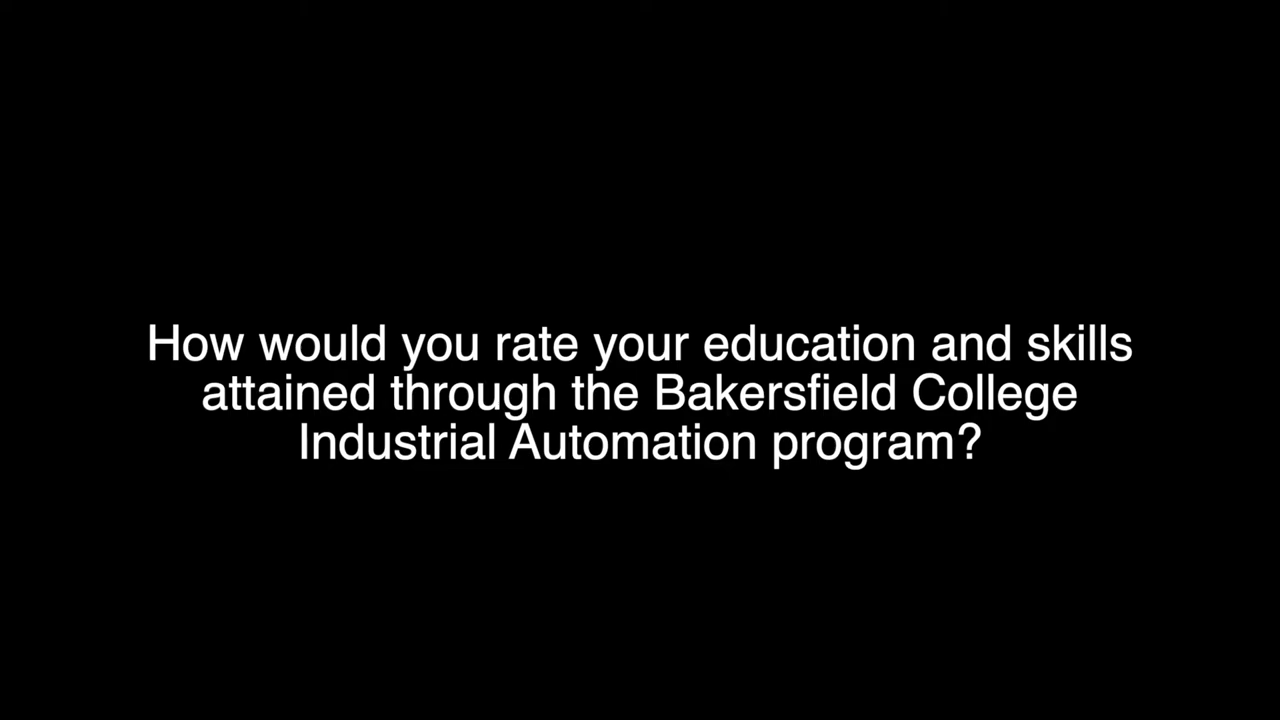 How would you rate your education and skills
attained through the Bakersfield College
Industrial Automation program?